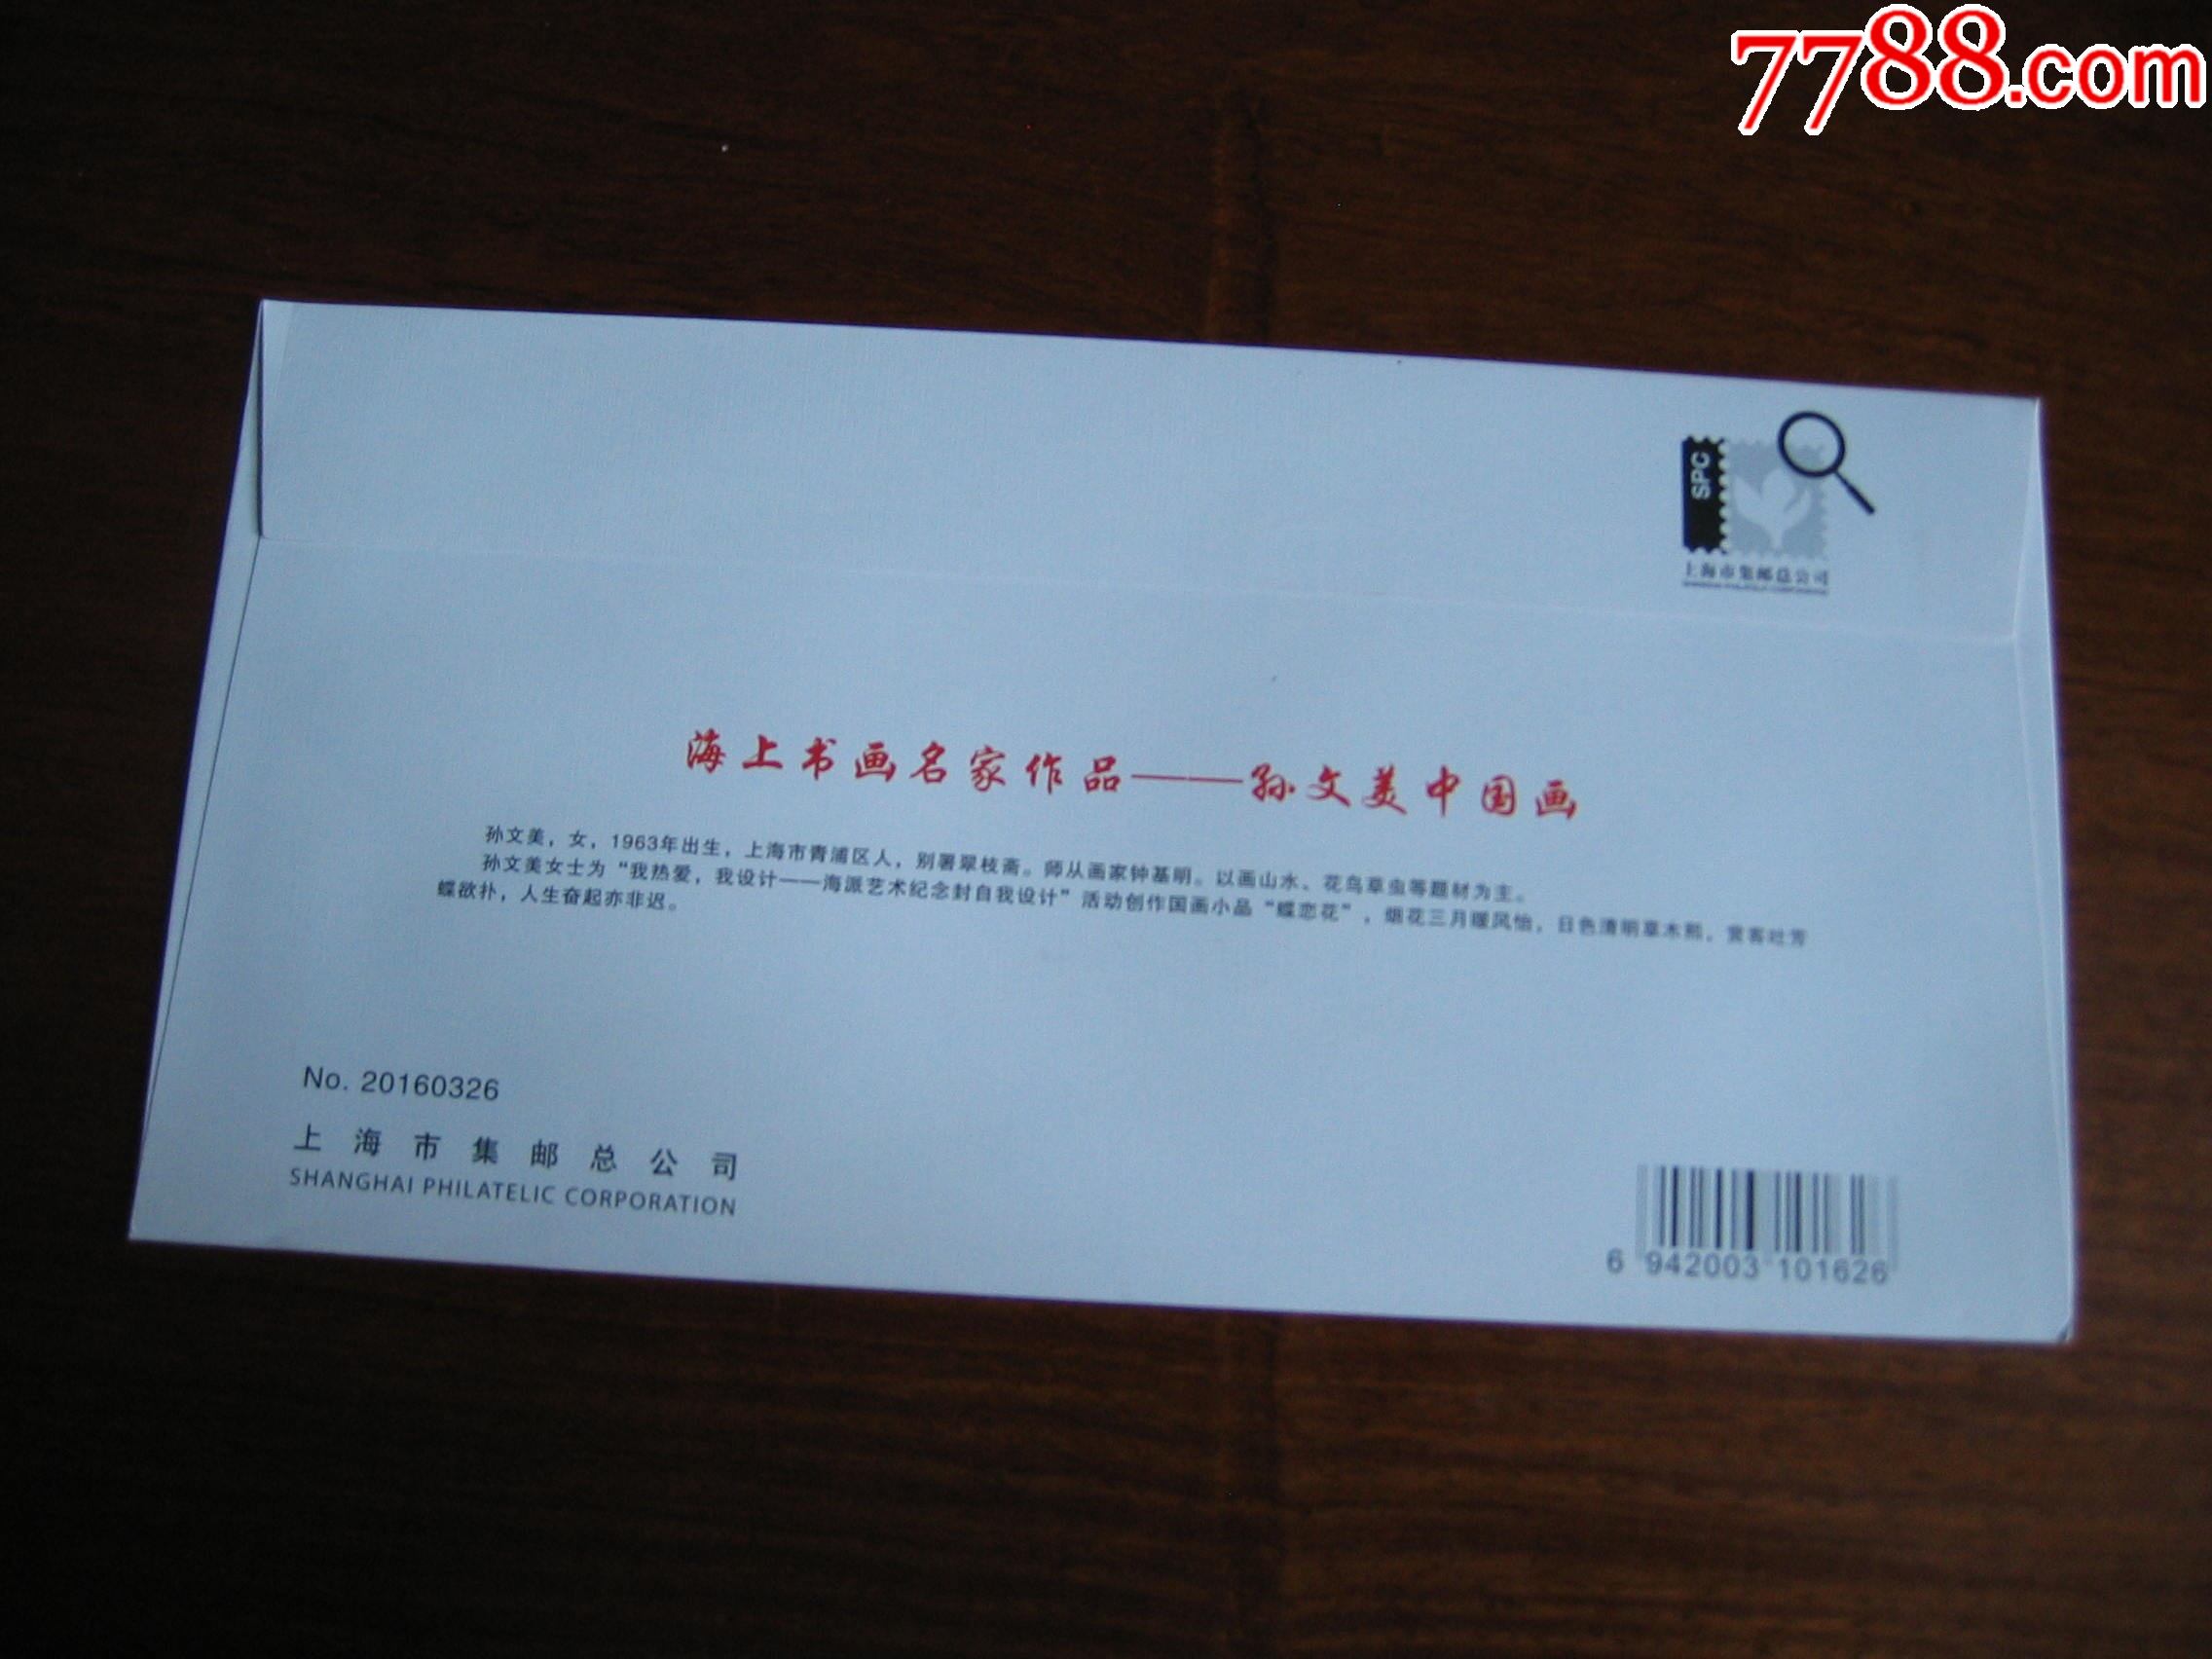 7788.com
SPC
上海市集邮总公司
海上书画名家作品——孙文美中国画
孙文美，女，1963年出生，上海市青浦区人，别署翠枝斋。师从画家钟基明。以画山水、花鸟草虫等题材为主。
孙文美女士为“我热爱，我设计——海派艺术纪念封自我设计”活动创作国画小品“蝶恋花”，烟花三月暖风怡，日色清明草木熙，赏客吐芳
蝶欲扑，人生奋起亦非迟。
No. 20160326
上海市集邮总公司
SHANGHAI PHILATELIC CORPORATION
6 942003 101626